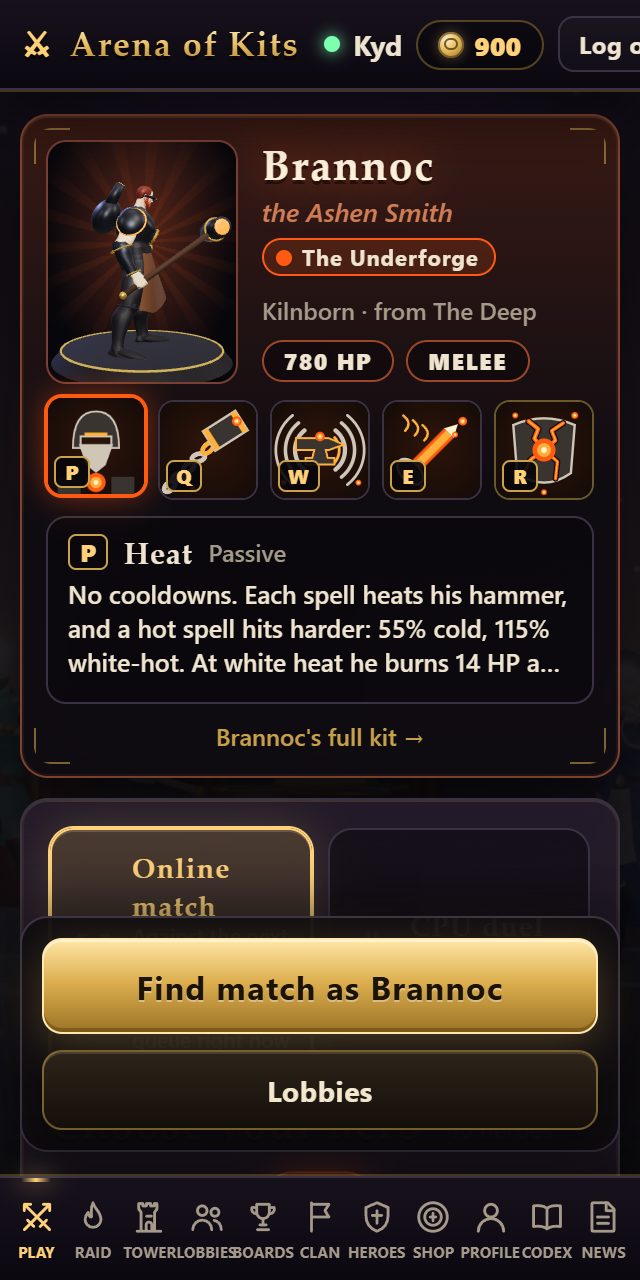 Arena of Kits
Kyd
900
Log o
Brannoc
the Ashen Smith
The Underforge
Kilnborn · from The Deep
780 HP
MELEE
P
Q
W
E
R
P Heat Passive
No cooldowns. Each spell heats his hammer,
and a hot spell hits harder: 55% cold, 115%
white-hot. At white heat he burns 14 HP a…
Brannoc's full kit →
Online
match
CPU duel
queue right now
Find match as Brannoc
Lobbies
PLAY
RAID
TOWER
LOBBIES
BOARDS
CLAN
HEROES
SHOP
PROFILE
CODEX
NEWS